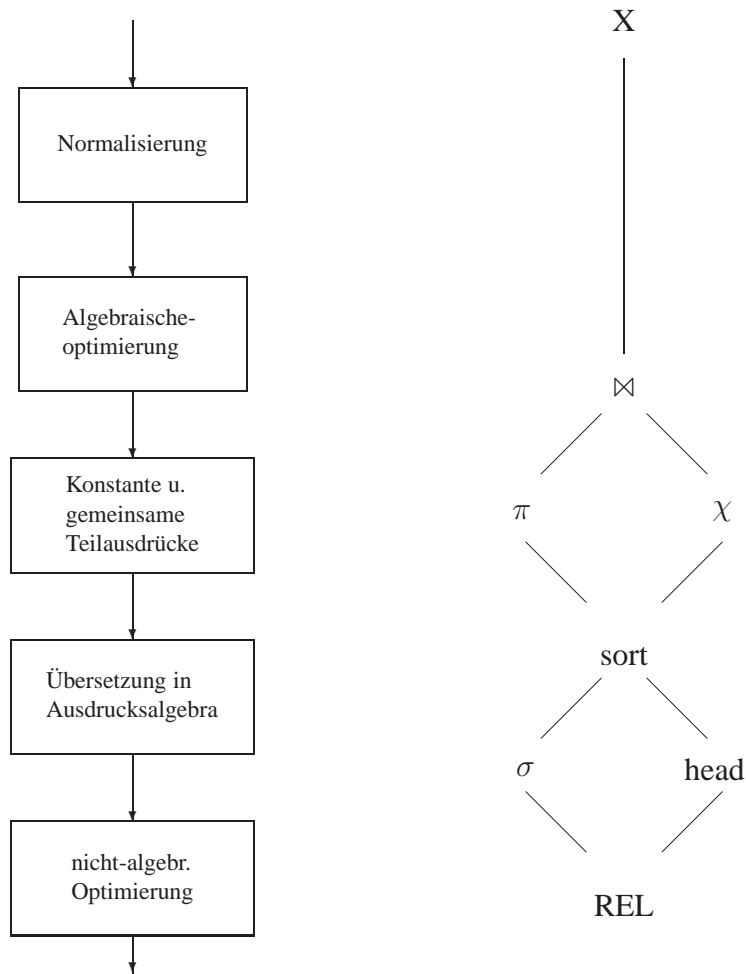 Normalisierung
Algebraische-
optimierung
Konstante u.
gemeinsame
Teilausdrücke
Übersetzung in
Ausdrucksalgebra
nicht-algebr.
Optimierung
X
⋈
π χ
sort
σ head
REL